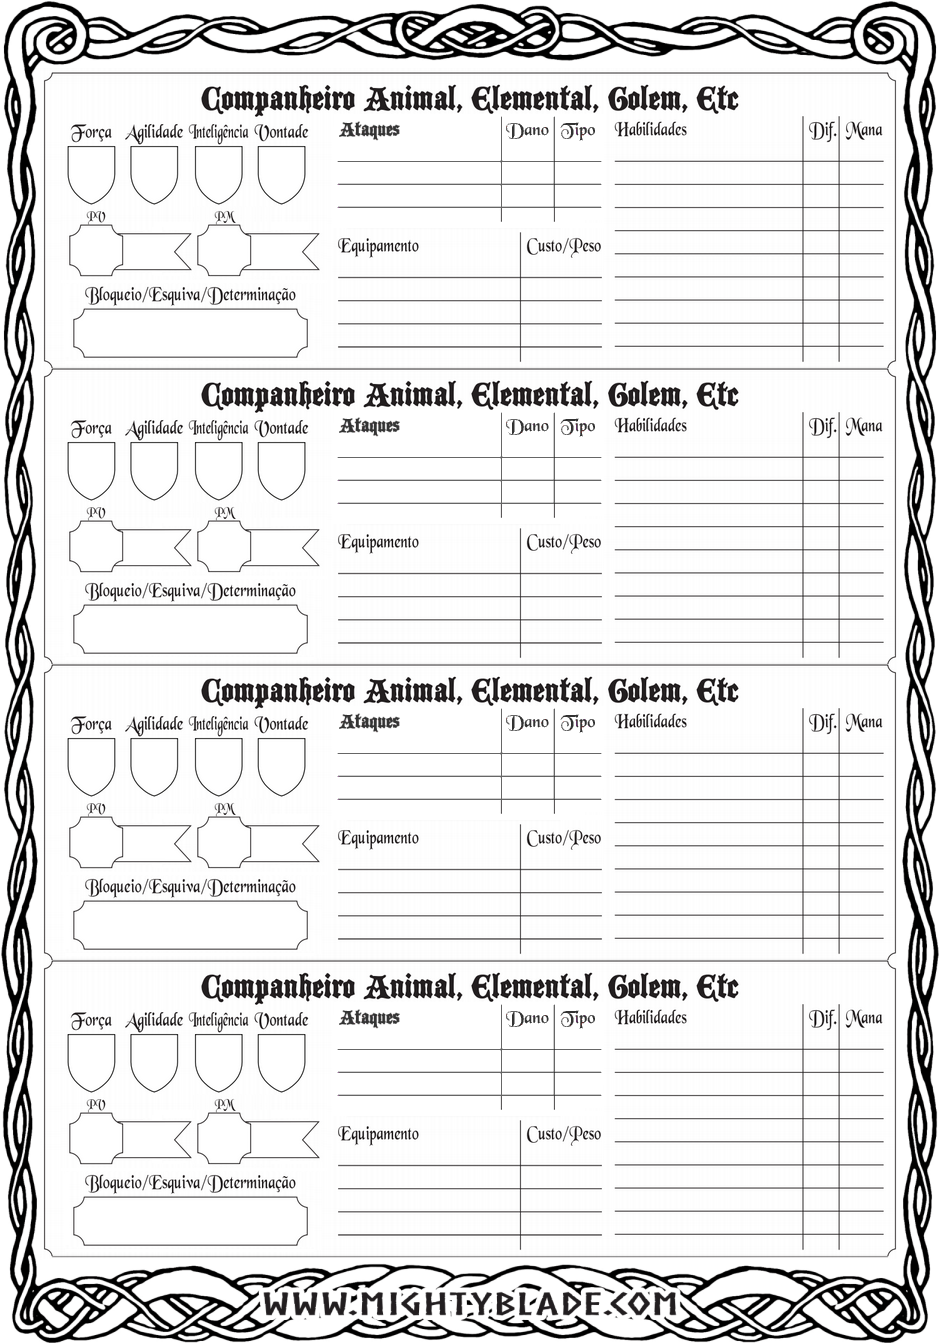 Companheiro Animal, Elemental, Golem, Etc
Força Agilidade Inteligência Vontade Ataques Dano Tipo Habilidades Dif. Mana
PV PM
Equipamento Custo/Peso
Bloqueio/Esquiva/Determinação
Companheiro Animal, Elemental, Golem, Etc
Força Agilidade Inteligência Vontade Ataques Dano Tipo Habilidades Dif. Mana
PV PM
Equipamento Custo/Peso
Bloqueio/Esquiva/Determinação
Companheiro Animal, Elemental, Golem, Etc
Força Agilidade Inteligência Vontade Ataques Dano Tipo Habilidades Dif. Mana
PV PM
Equipamento Custo/Peso
Bloqueio/Esquiva/Determinação
Companheiro Animal, Elemental, Golem, Etc
Força Agilidade Inteligência Vontade Ataques Dano Tipo Habilidades Dif. Mana
PV PM
Equipamento Custo/Peso
Bloqueio/Esquiva/Determinação
WWW.MIGHTYBLADE.COM